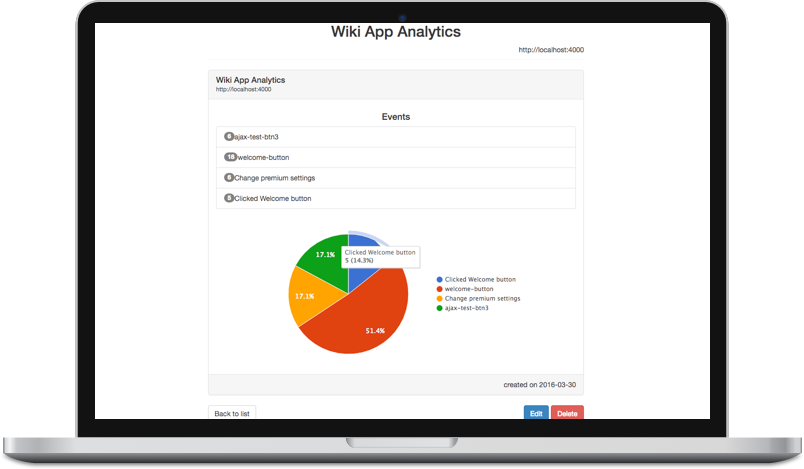 Wiki App Analytics
http://localhost:4000
Wiki App Analytics
http://localhost:4000
Events
6 ajax-test-btn3
18 welcome-button
6 Change premium settings
5 Clicked Welcome button
17.1%
Clicked Welcome button
5 (14.3%)
17.1%
51.4%
Clicked Welcome button
welcome-button
Change premium settings
ajax-test-btn3
created on 2016-03-30
Back to list
Edit
Delete